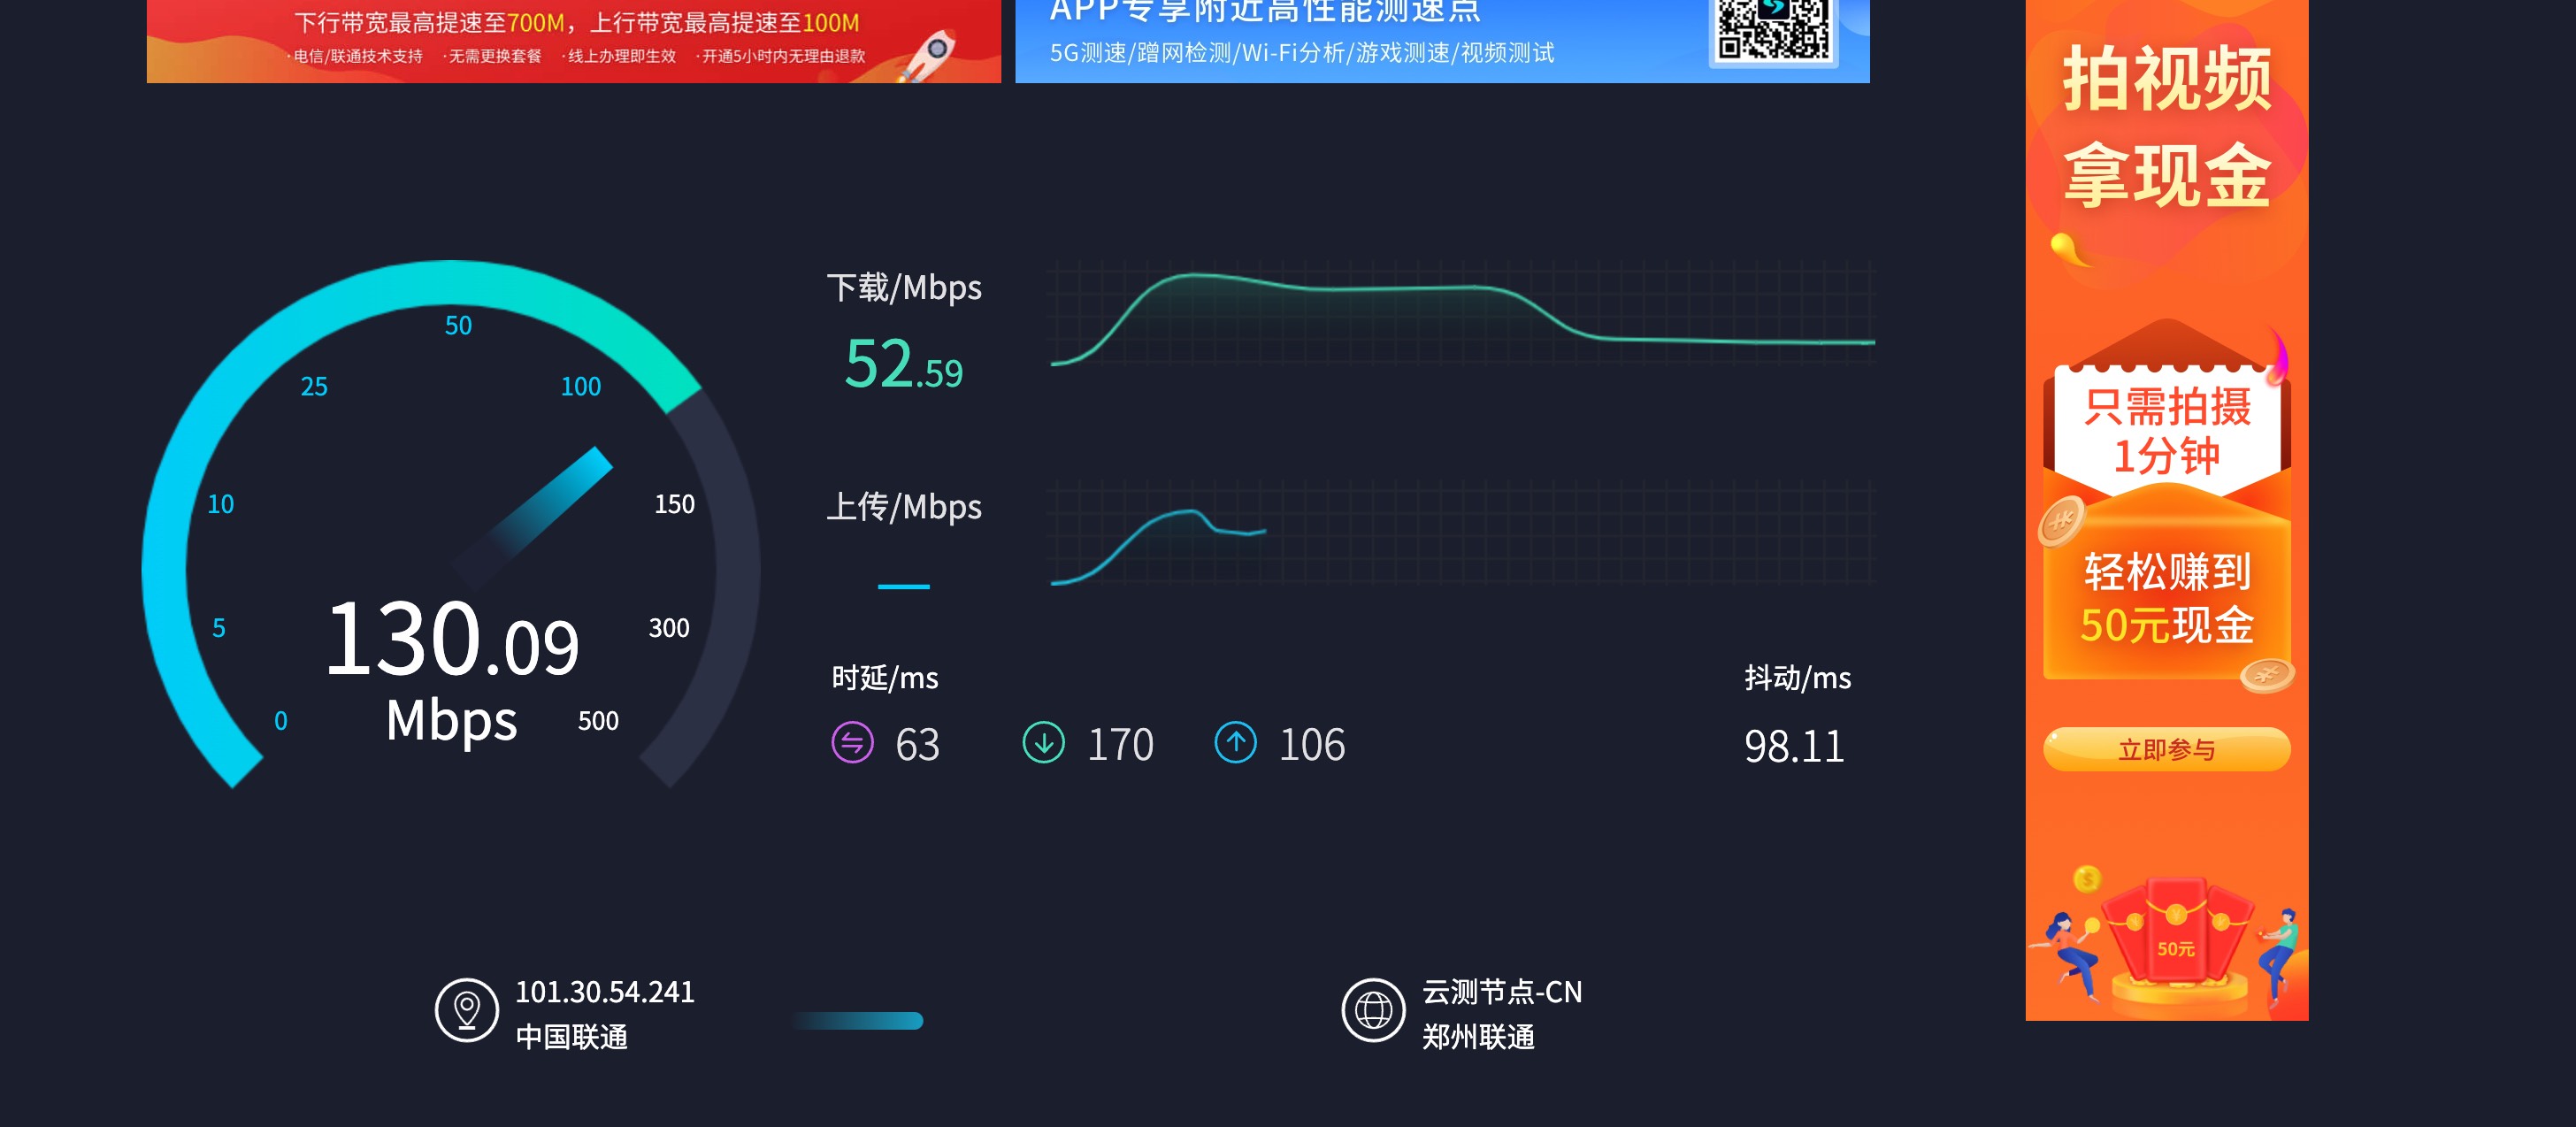 下行带宽最高提速至700M，上行带宽最高提速至100M
·电信/联通技术支持 ·无需更换套餐 ·线上办理即生效 ·开通5小时内无理由退款
APP专享附近高性能测速点
5G测速/蹭网检测/Wi-Fi分析/游戏测速/视频测试
拍视频
拿现金
只需拍摄
1分钟
轻松赚到
50元现金
立即参与
50元
0
5
10
25
50
100
150
300
500
130.09
Mbps
下载/Mbps
52.59
上传/Mbps
时延/ms
63 170 106
抖动/ms
98.11
101.30.54.241
中国联通
云测节点-CN
郑州联通